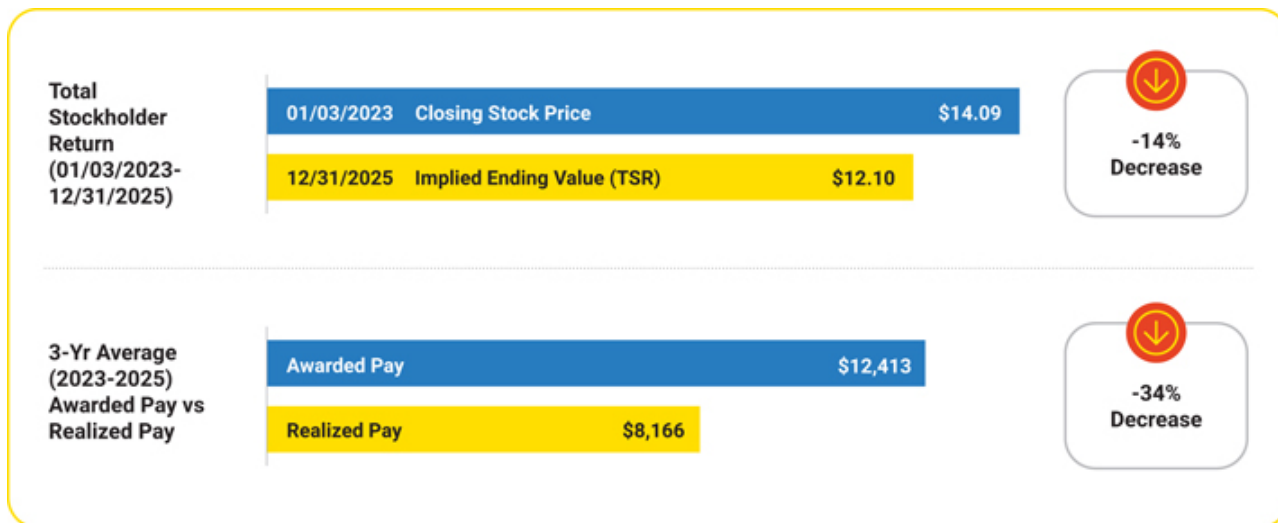 Total
Stockholder
Return
(01/03/2023-
12/31/2025)
01/03/2023 Closing Stock Price $14.09
12/31/2025 Implied Ending Value (TSR) $12.10
-14%
Decrease
3-Yr Average
(2023-2025)
Awarded Pay vs
Realized Pay
Awarded Pay $12,413
Realized Pay $8,166
-34%
Decrease